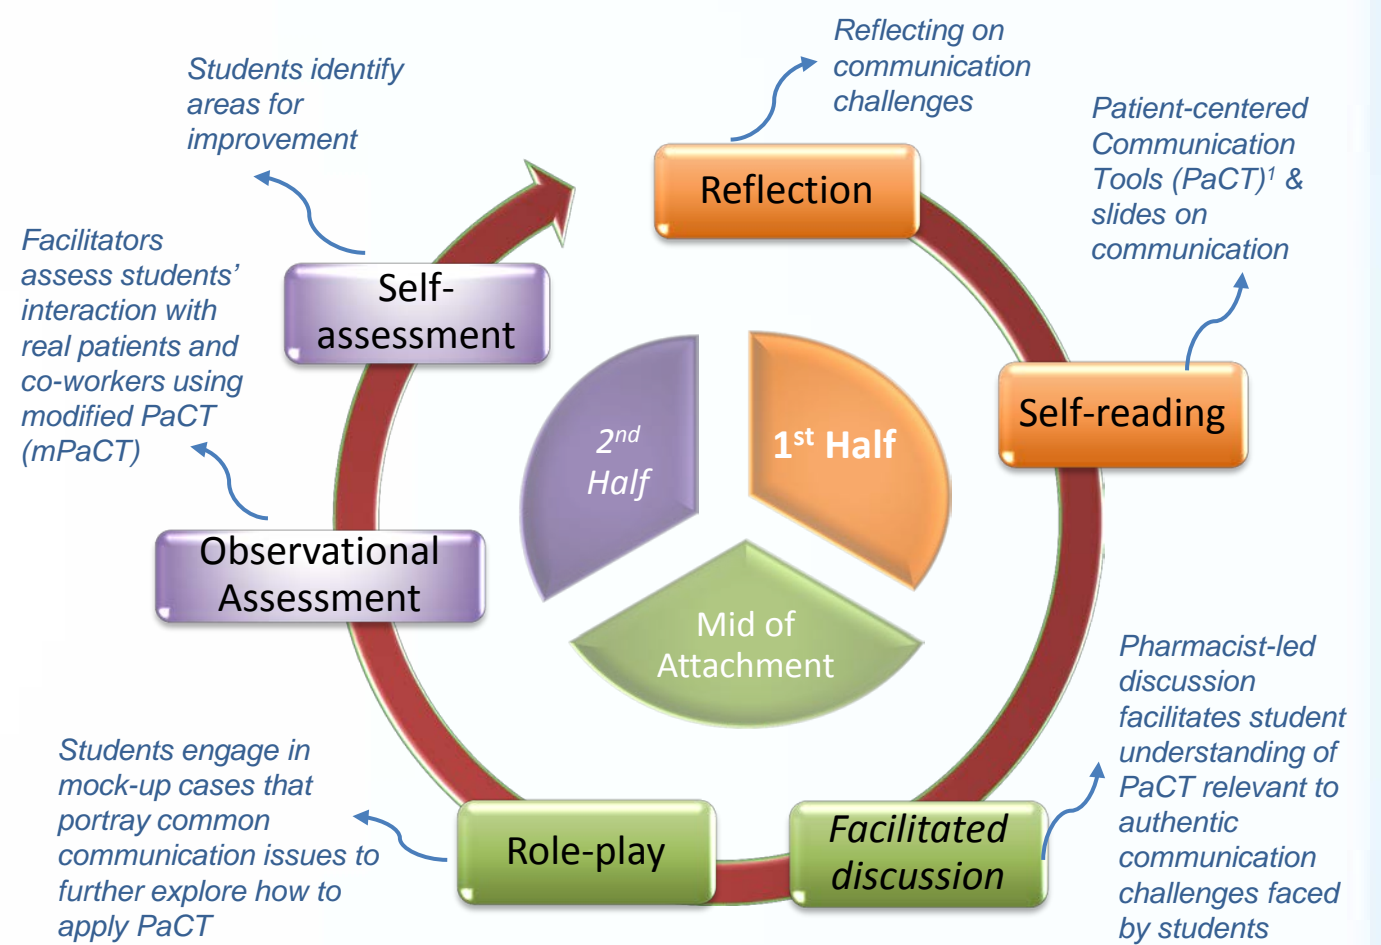 Reflecting on
communication
challenges
Students identify
areas for
improvement
Patient-centered
Communication
Tools (PaCT)¹ &
slides on
communication
Reflection
Facilitators
assess students’
interaction with
real patients and
co-workers using
modified PaCT
(mPaCT)
Self-
assessment
Self-reading
2nd
Half
1st Half
Observational
Assessment
Mid of
Attachment
Pharmacist-led
discussion
facilitates student
understanding of
PaCT relevant to
authentic
communication
challenges faced
by students
Students engage in
mock-up cases that
portray common
communication issues to
further explore how to
apply PaCT
Role-play
Facilitated
discussion